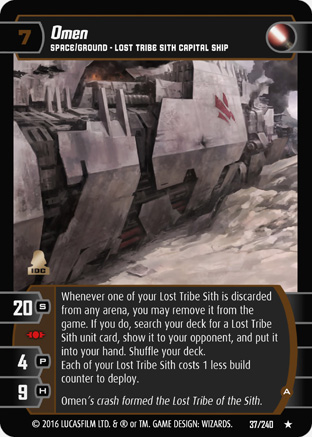 7
Omen
SPACE/GROUND - LOST TRIBE SITH CAPITAL SHIP
IDC
20 S
4 P
9 H
Whenever one of your Lost Tribe Sith is discarded
from any arena, you may remove it from the
game. If you do, search your deck for a Lost Tribe
Sith unit card, show it to your opponent, and put it
into your hand. Shuffle your deck.
Each of your Lost Tribe Sith costs 1 less build
counter to deploy.
Omen's crash formed the Lost Tribe of the Sith.
A
© 2016 LUCASFILM LTD. & ® or TM. GAME DESIGN: WIZARDS. 37/240 ★